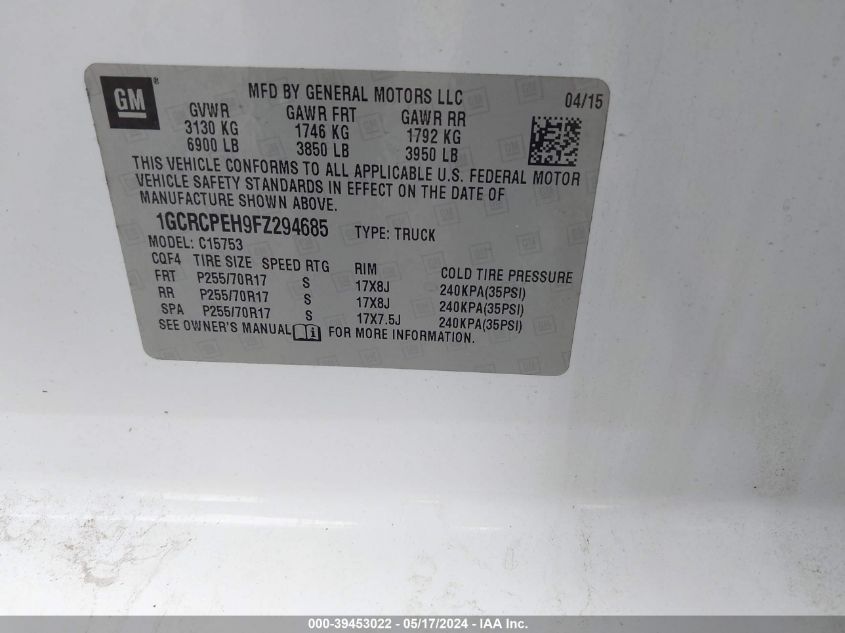 GM ®
MFD BY GENERAL MOTORS LLC 04/15
GVWR GAWR FRT GAWR RR
3130 KG 1746 KG 1792 KG
6900 LB 3850 LB 3950 LB
THIS VEHICLE CONFORMS TO ALL APPLICABLE U.S. FEDERAL MOTOR
VEHICLE SAFETY STANDARDS IN EFFECT ON THE DATE OF
MANUFACTURE SHOWN ABOVE.
1GCRCPEH9FZ294685 TYPE: TRUCK
MODEL: C15753
CQF4 TIRE SIZE SPEED RTG RIM COLD TIRE PRESSURE
FRT P255/70R17 S 17X8J 240KPA(35PSI)
RR P255/70R17 S 17X8J 240KPA(35PSI)
SPA P255/70R17 S 17X7.5J 240KPA(35PSI)
SEE OWNER'S MANUAL i FOR MORE INFORMATION.
000-39453022 - 05/17/2024 - IAA Inc.